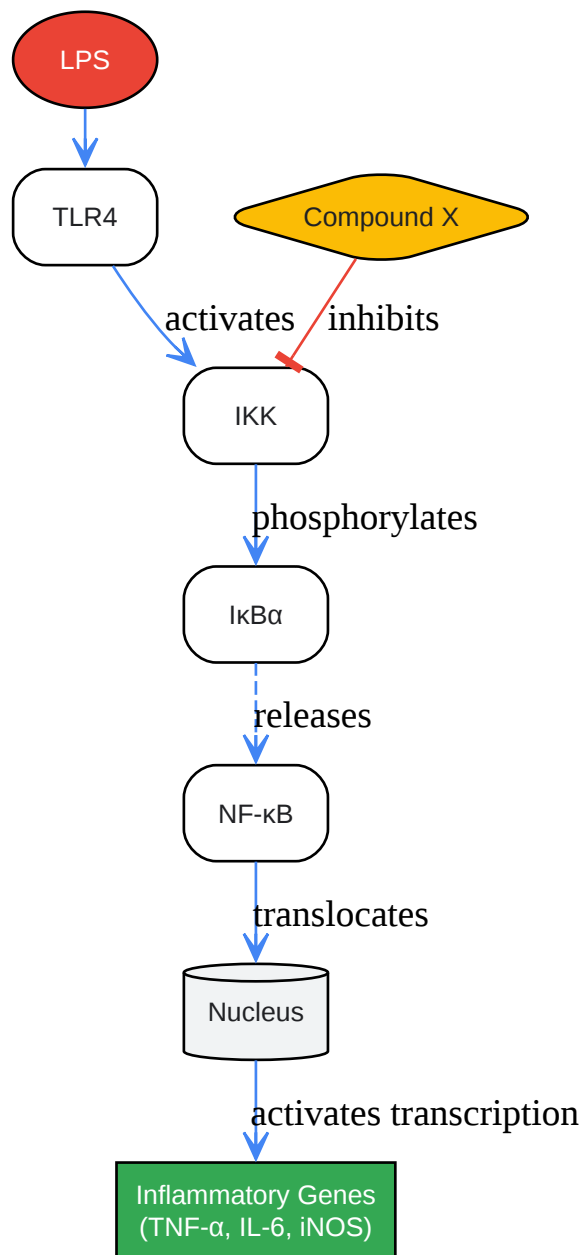 LPS
TLR4
Compound X
activates
inhibits
IKK
phosphorylates
IκBα
releases
NF-κB
translocates
Nucleus
activates transcription
Inflammatory Genes
(TNF-α, IL-6, iNOS)